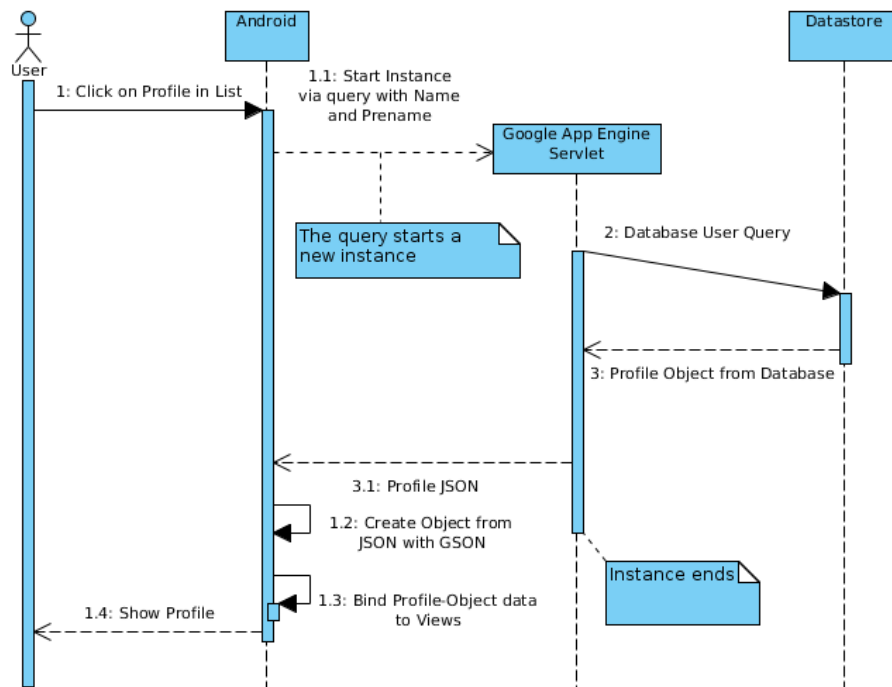 Android
Datastore
User
1: Click on Profile in List
1.1: Start Instance
via query with Name
and Prename
Google App Engine
Servlet
The query starts a
new instance
2: Database User Query
3: Profile Object from Database
3.1: Profile JSON
1.2: Create Object from
JSON with GSON
Instance ends
1.3: Bind Profile-Object data
to Views
1.4: Show Profile